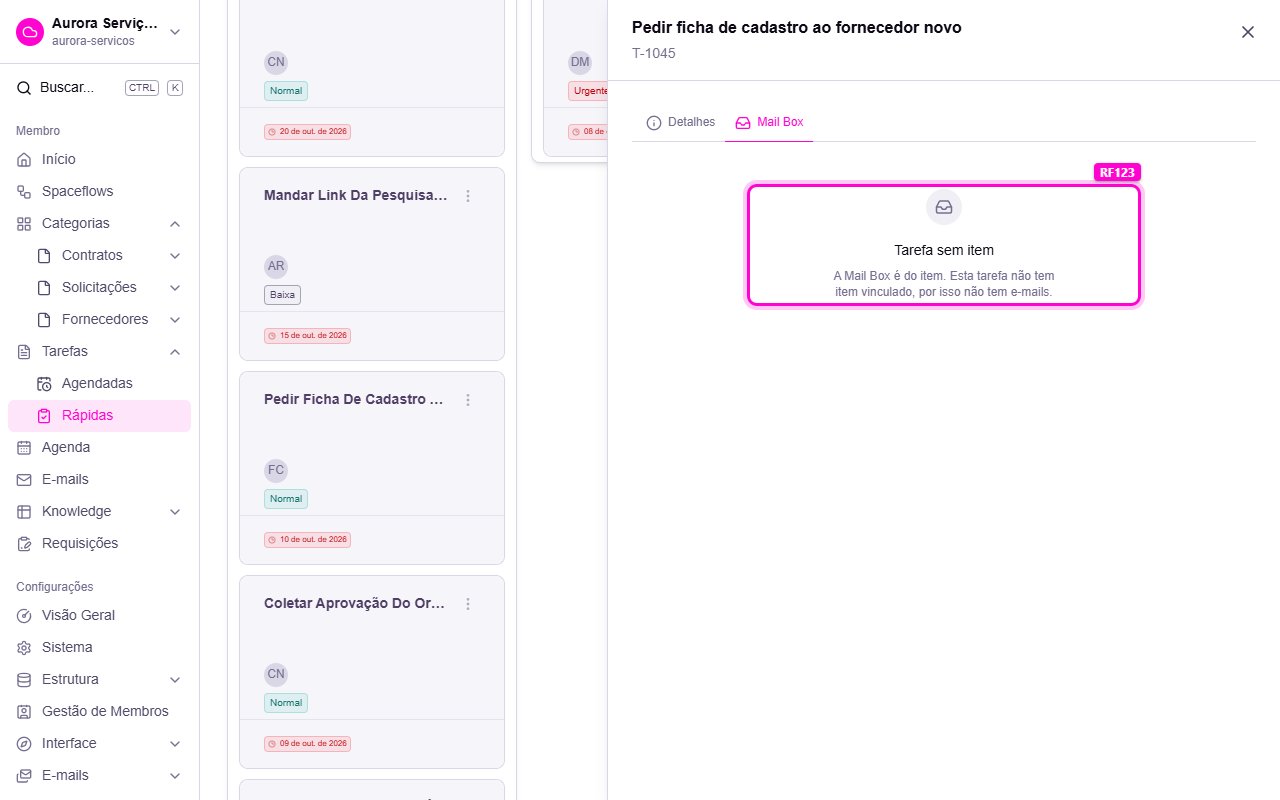 Aurora Serviç...
aurora-servicos
Buscar...
CTRL
K
Membro
Início
Spaceflows
Categorias
Contratos
Solicitações
Fornecedores
Tarefas
Agendadas
Rápidas
Agenda
E-mails
Knowledge
Requisições
Configurações
Visão Geral
Sistema
Estrutura
Gestão de Membros
Interface
E-mails
CN
Normal
20 de out. de 2026
Mandar Link Da Pesquisa...
AR
Baixa
15 de out. de 2026
Pedir Ficha De Cadastro ...
FC
Normal
10 de out. de 2026
Coletar Aprovação Do Or...
CN
Normal
09 de out. de 2026
DM
Urgente
08 de
Pedir ficha de cadastro ao fornecedor novo
T-1045
Detalhes
Mail Box
RF123
Tarefa sem item
A Mail Box é do item. Esta tarefa não tem
item vinculado, por isso não tem e-mails.